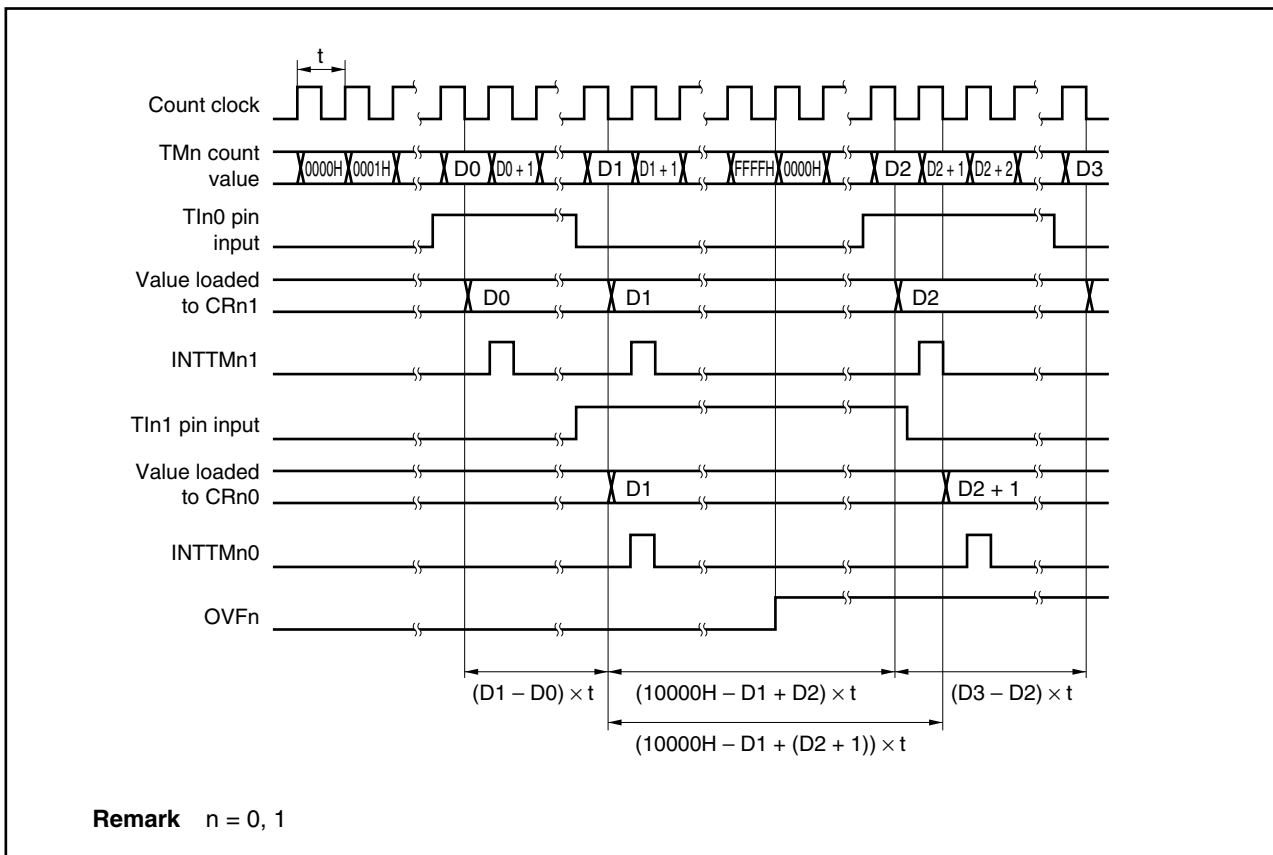 t
Count clock
TMn count
value
0000H 0001H D0 D0 + 1 D1 D1 + 1 FFFFH 0000H D2 D2 + 1 D2 + 2 D3
TIn0 pin
input
Value loaded
to CRn1
D0 D1 D2
INTTMn1
TIn1 pin input
Value loaded
to CRn0
D1 D2 + 1
INTTMn0
OVFn
(D1 – D0) × t (10000H – D1 + D2) × t (D3 – D2) × t
(10000H – D1 + (D2 + 1)) × t
Remark n = 0, 1